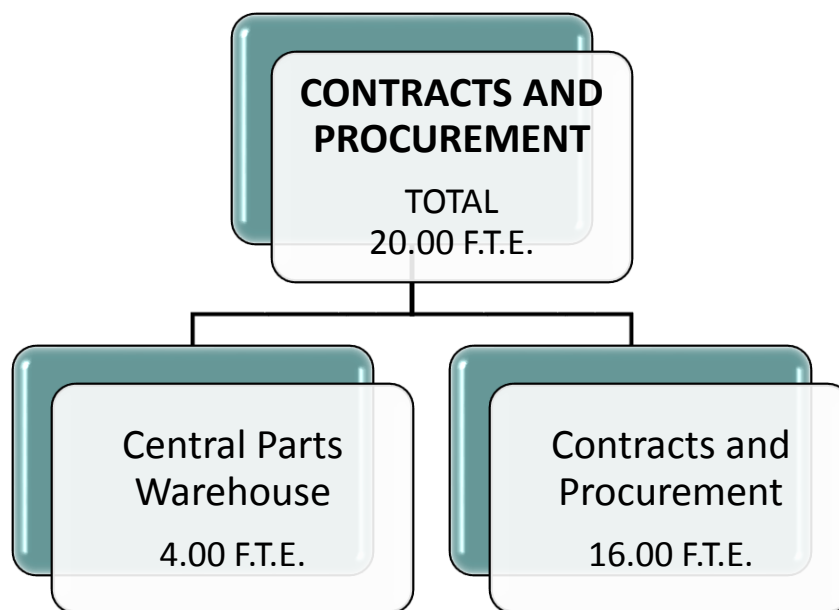 CONTRACTS AND
PROCUREMENT
TOTAL
20.00 F.T.E.
Central Parts
Warehouse
4.00 F.T.E.
Contracts and
Procurement
16.00 F.T.E.